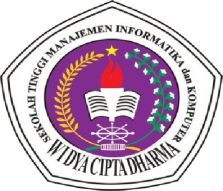 SEKOLAH TINGGI MANAJEMEN INFORMATIKA dan KOMPUTER
WIDYA CIPTA DHARMA